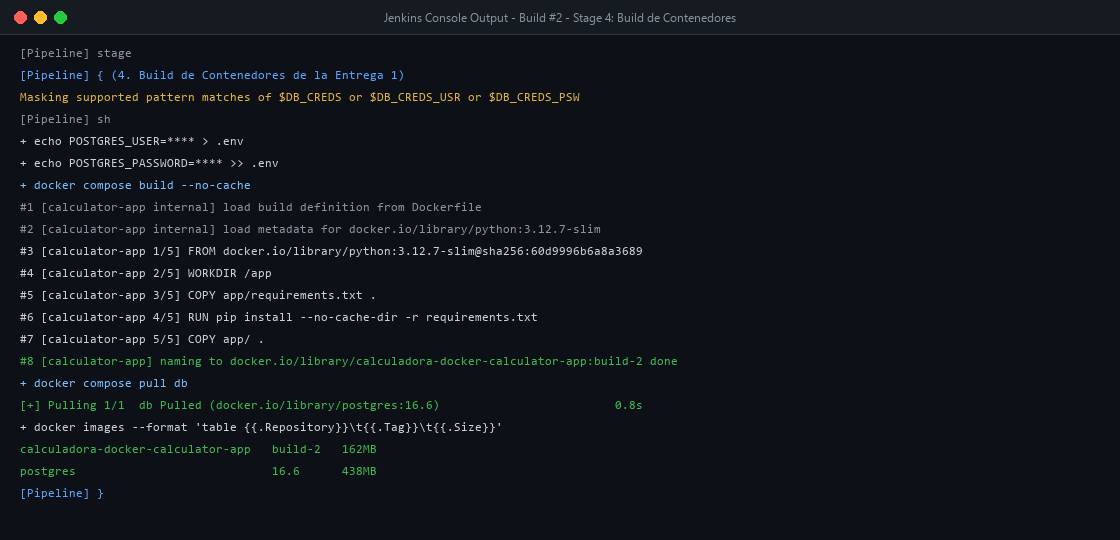 Jenkins Console Output - Build #2 - Stage 4: Build de Contenedores
[Pipeline] stage
[Pipeline] { (4. Build de Contenedores de la Entrega 1)
Masking supported pattern matches of $DB_CREDS or $DB_CREDS_USR or $DB_CREDS_PSW
[Pipeline] sh
+ echo POSTGRES_USER=**** > .env
+ echo POSTGRES_PASSWORD=**** >> .env
+ docker compose build --no-cache
#1 [calculator-app internal] load build definition from Dockerfile
#2 [calculator-app internal] load metadata for docker.io/library/python:3.12.7-slim
#3 [calculator-app 1/5] FROM docker.io/library/python:3.12.7-slim@sha256:60d9996b6a8a3689
#4 [calculator-app 2/5] WORKDIR /app
#5 [calculator-app 3/5] COPY app/requirements.txt .
#6 [calculator-app 4/5] RUN pip install --no-cache-dir -r requirements.txt
#7 [calculator-app 5/5] COPY app/ .
#8 [calculator-app] naming to docker.io/library/calculadora-docker-calculator-app:build-2 done
+ docker compose pull db
[+] Pulling 1/1  db Pulled (docker.io/library/postgres:16.6)                         0.8s
+ docker images --format 'table {{.Repository}}\t{{.Tag}}\t{{.Size}}'
calculadora-docker-calculator-app   build-2   162MB
postgres                            16.6      438MB
[Pipeline] }